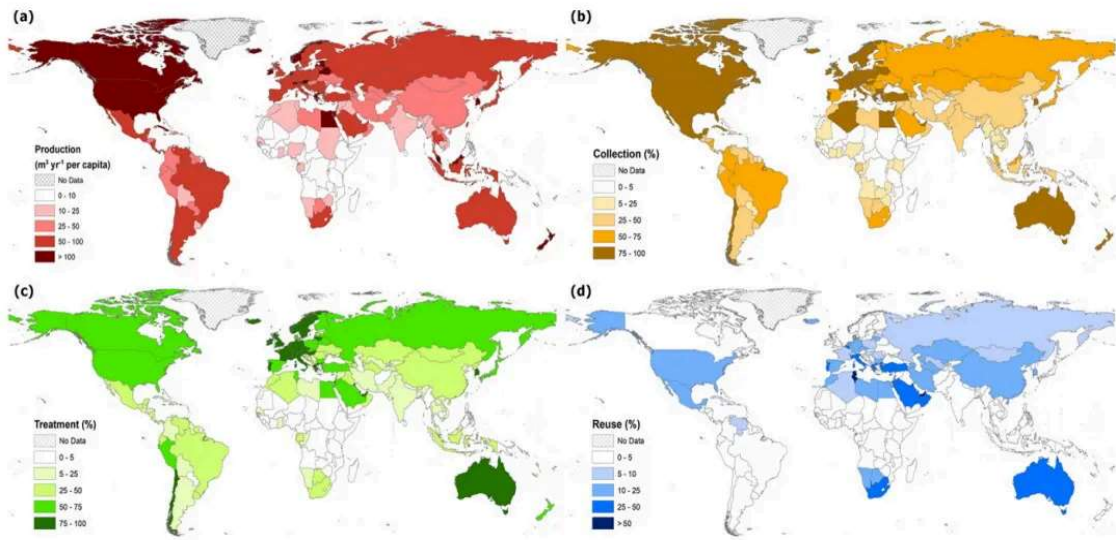 (a)
Production
(m³ yr⁻¹ per capita)
No Data
0 - 10
10 - 25
25 - 50
50 - 100
> 100
(b)
Collection (%)
No Data
0 - 5
5 - 25
25 - 50
50 - 75
75 - 100
(c)
Treatment (%)
No Data
0 - 5
5 - 25
25 - 50
50 - 75
75 - 100
(d)
Reuse (%)
No Data
0 - 5
5 - 10
10 - 25
25 - 50
> 50